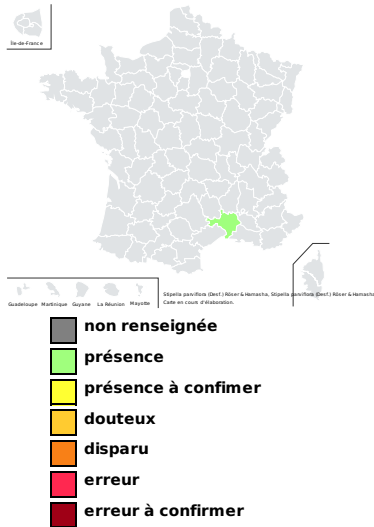 Île-de-France
Guadeloupe Martinique Guyane La Réunion Mayotte
Stipella parviflora (Desf.) Röser & Hamasha, Stipella parviflora (Desf.) Röser & Hamasha
Carte en cours d'élaboration.
non renseignée
présence
présence à confimer
douteux
disparu
erreur
erreur à confirmer